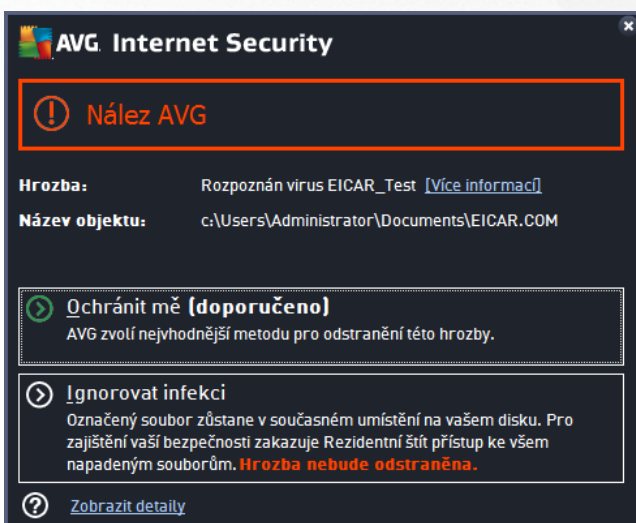 AVG. Internet Security
Nález AVG
Hrozba: Rozpoznán virus EICAR_Test [Více informací]
Název objektu: c:\Users\Administrator\Documents\EICAR.COM
Ochránit mě (doporučeno)
AVG zvolí nejvhodnější metodu pro odstranění této hrozby.
Ignorovat infekci
Označený soubor zůstane v současném umístění na vašem disku. Pro
zajištění vaší bezpečnosti zakazuje Rezidentní štít přístup ke všem
napadeným souborům. Hrozba nebude odstraněna.
Zobrazit detaily